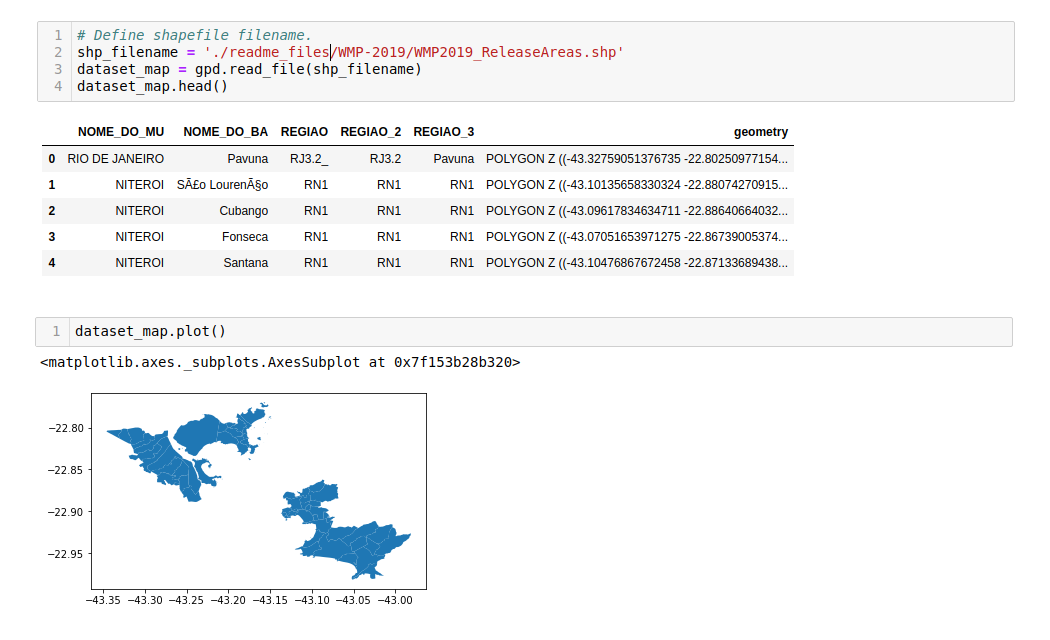 1 # Define shapefile filename.
2 shp_filename = './readme_files/WMP-2019/WMP2019_ReleaseAreas.shp'
3 dataset_map = gpd.read_file(shp_filename)
4 dataset_map.head()
NOME_DO_MU NOME_DO_BA REGIAO REGIAO_2 REGIAO_3 geometry
0 RIO DE JANEIRO Pavuna RJ3.2_ RJ3.2 Pavuna POLYGON Z ((-43.32759051376735 -22.80250977154...
1 NITEROI SÃ£o LourenÃ§o RN1 RN1 RN1 POLYGON Z ((-43.10135658330324 -22.88074270915...
2 NITEROI Cubango RN1 RN1 RN1 POLYGON Z ((-43.09617834634711 -22.88640664032...
3 NITEROI Fonseca RN1 RN1 RN1 POLYGON Z ((-43.07051653971275 -22.86739005374...
4 NITEROI Santana RN1 RN1 RN1 POLYGON Z ((-43.10476867672458 -22.87133689438...
1 dataset_map.plot()
<matplotlib.axes._subplots.AxesSubplot at 0x7f153b28b320>
−22.80
−22.85
−22.90
−22.95
−43.35 −43.30 −43.25 −43.20 −43.15 −43.10 −43.05 −43.00